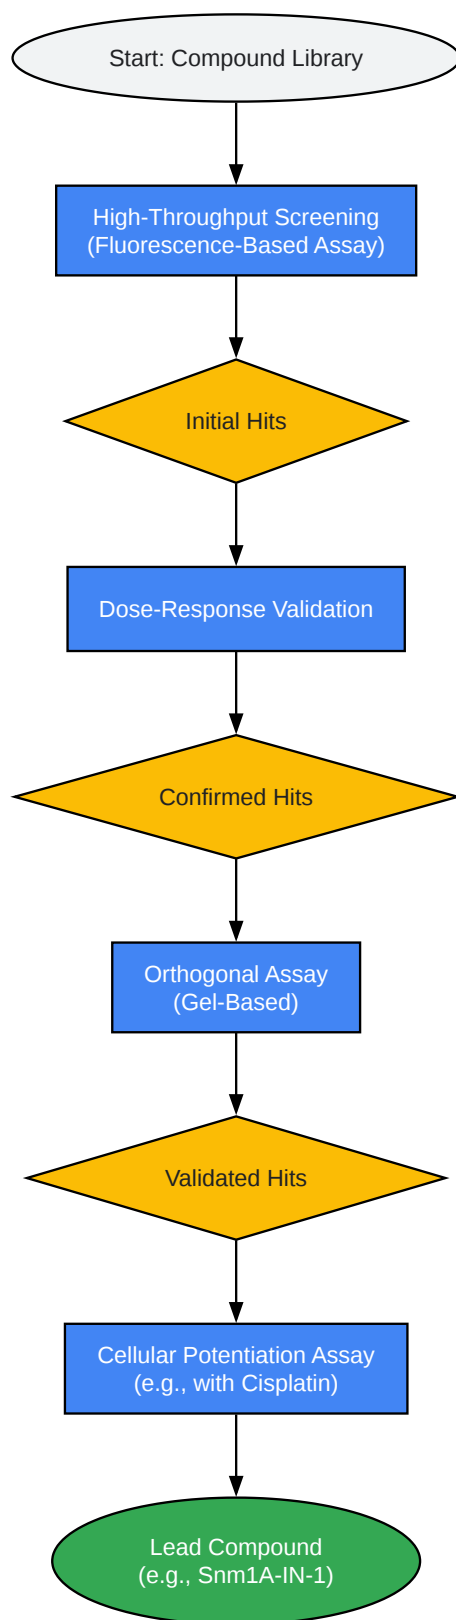 Start: Compound Library
High-Throughput Screening
(Fluorescence-Based Assay)
Initial Hits
Dose-Response Validation
Confirmed Hits
Orthogonal Assay
(Gel-Based)
Validated Hits
Cellular Potentiation Assay
(e.g., with Cisplatin)
Lead Compound
(e.g., Snm1A-IN-1)